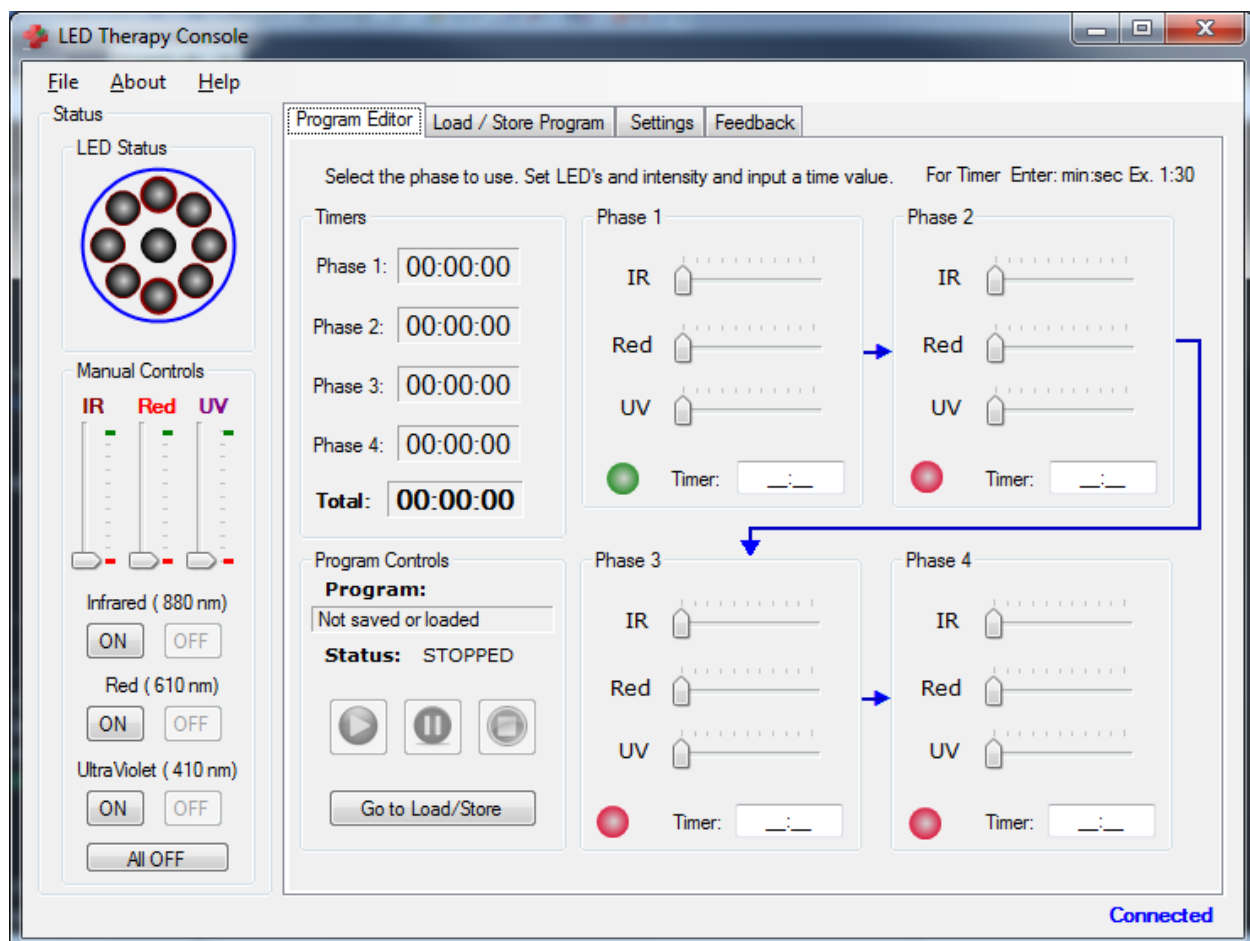 LED Therapy Console
File About Help
Status
LED Status
Manual Controls
IR Red UV
Infrared ( 880 nm)
ON OFF
Red ( 610 nm)
ON OFF
UltraViolet ( 410 nm)
ON OFF
All OFF
Program Editor Load / Store Program Settings Feedback
Select the phase to use. Set LED's and intensity and input a time value. For Timer Enter: min:sec Ex. 1:30
Timers
Phase 1: 00:00:00
Phase 2: 00:00:00
Phase 3: 00:00:00
Phase 4: 00:00:00
Total: 00:00:00
Program Controls
Program:
Not saved or loaded
Status: STOPPED
Go to Load/Store
Phase 1
IR
Red
UV
Timer: __:__
Phase 2
IR
Red
UV
Timer: __:__
Phase 3
IR
Red
UV
Timer: __:__
Phase 4
IR
Red
UV
Timer: __:__
Connected